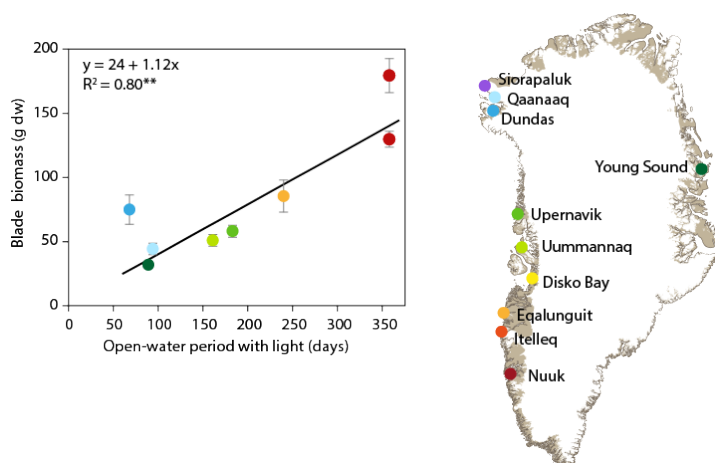 y = 24 + 1.12x
R² = 0.80**
200
150
100
50
0
Blade biomass (g dw)
0 50 100 150 200 250 300 350
Open-water period with light (days)
Siorapaluk
Qaanaaq
Dundas
Young Sound
Upernavik
Uummannaq
Disko Bay
Eqalunguit
Itelleq
Nuuk